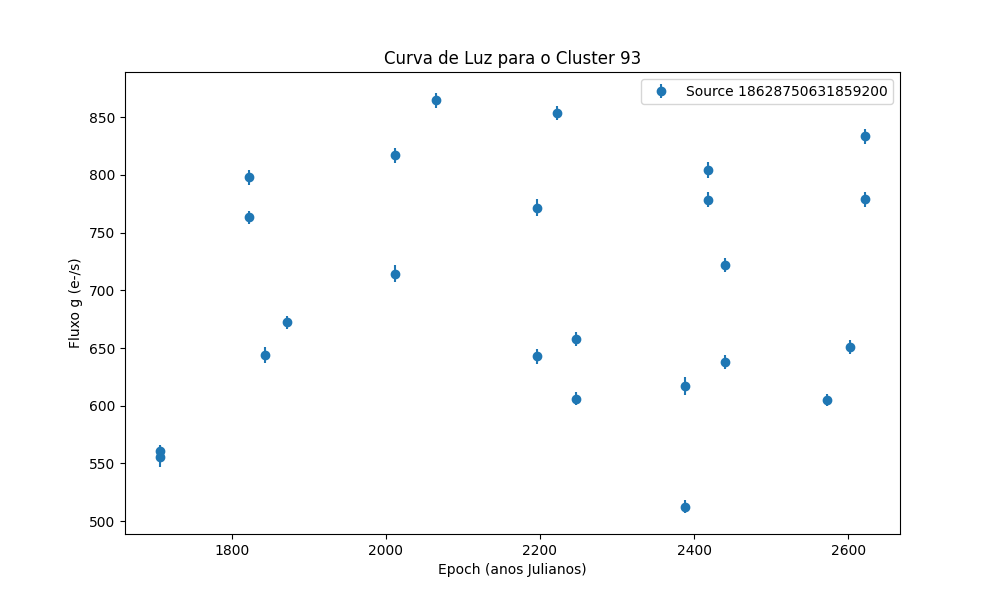 Curva de Luz para o Cluster 93
Source 18628750631859200
850
800
750
700
650
600
550
500
Fluxo g (e-/s)
1800 2000 2200 2400 2600
Epoch (anos Julianos)